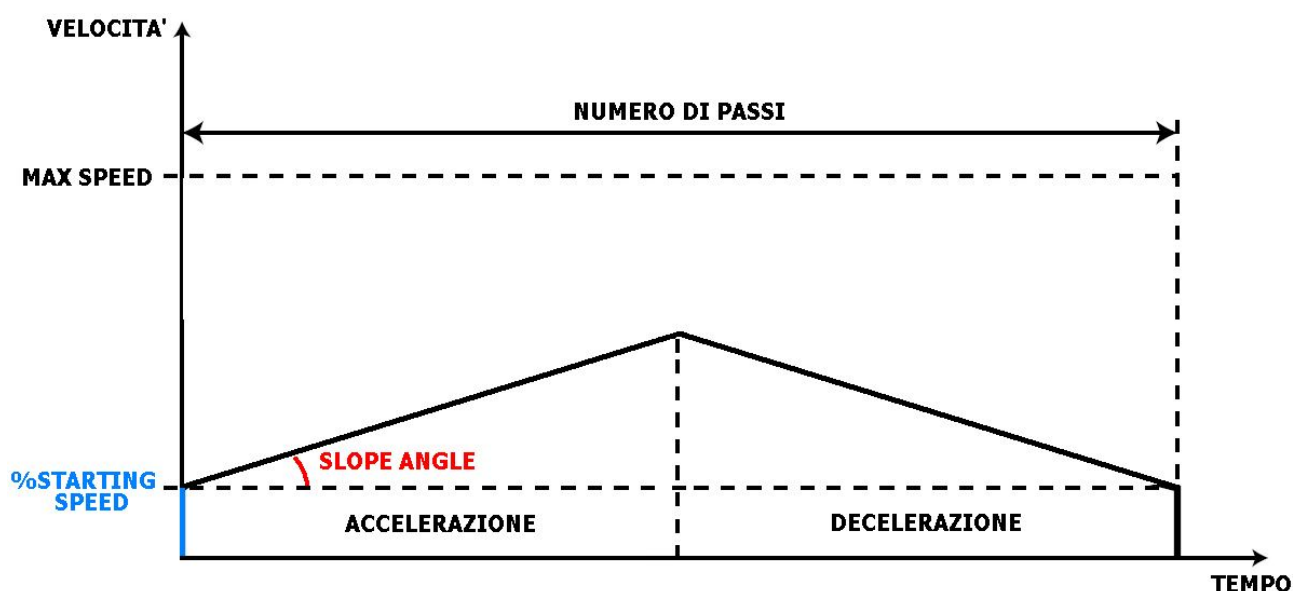 VELOCITA'
NUMERO DI PASSI
MAX SPEED
SLOPE ANGLE
%STARTING
SPEED
ACCELERAZIONE
DECELERAZIONE
TEMPO